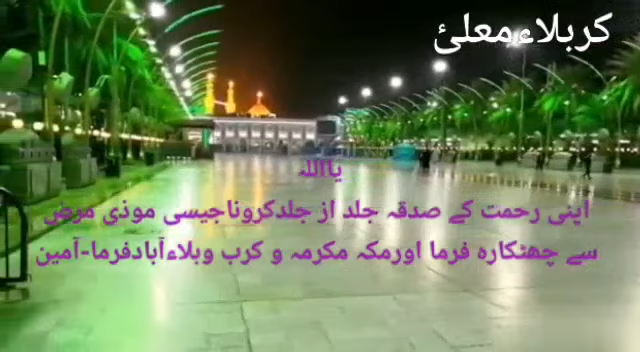 کربلاءِمعلیٰ
یااللہ
اپنی رحمت کے صدقہ جلد از جلدکروناجیسی موذی مرض
سے چھٹکارہ فرما اورمکہ مکرمہ و کرب وبلاءآبادفرما-آمین